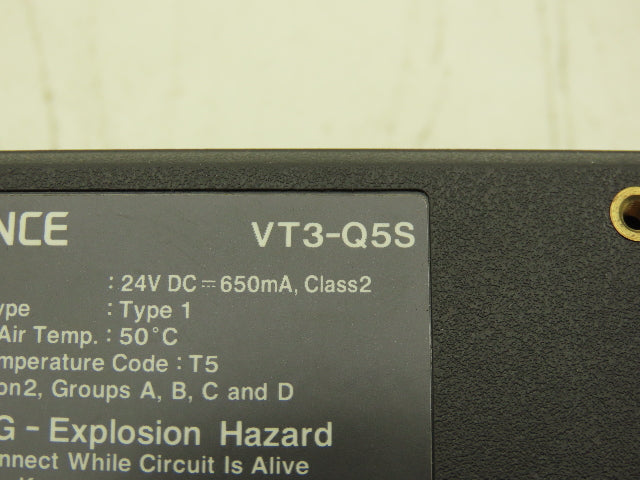 NCE VT3-Q5S
: 24V DC⎓650mA, Class2
ype : Type 1
Air Temp. : 50°C
mperature Code : T5
on2, Groups A, B, C and D
G - Explosion Hazard
nnect While Circuit Is Alive